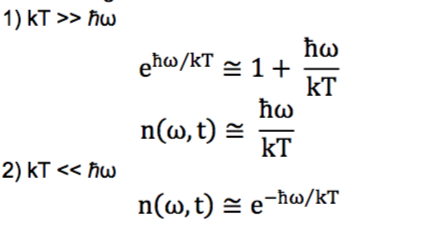 1) kT >> ħω
e^{ħω/kT} ≅ 1 + ħω/kT
n(ω,t) ≅ ħω/kT
2) kT << ħω
n(ω,t) ≅ e^{-ħω/kT}